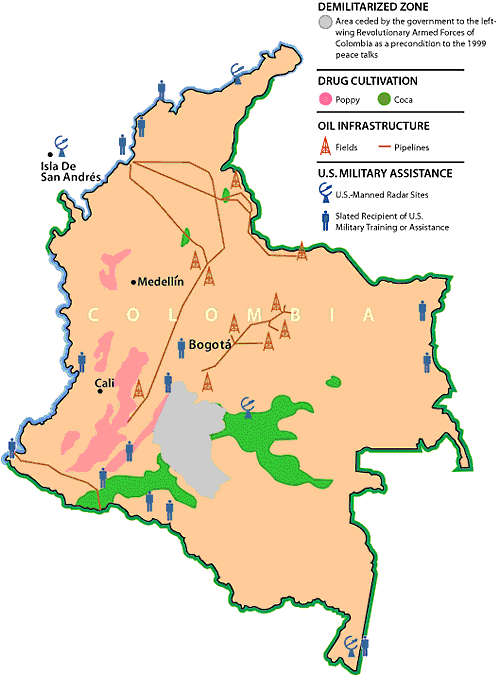 DEMILITARIZED ZONE
Area ceded by the government to the left-
wing Revolutionary Armed Forces of
Colombia as a precondition to the 1999
peace talks
DRUG CULTIVATION
Poppy
Coca
OIL INFRASTRUCTURE
Fields
Pipelines
U.S. MILITARY ASSISTANCE
U.S.-Manned Radar Sites
Slated Recipient of U.S.
Military Training or Assistance
Isla De
San Andrés
Medellín
COLOMBIA
Bogotá
Cali